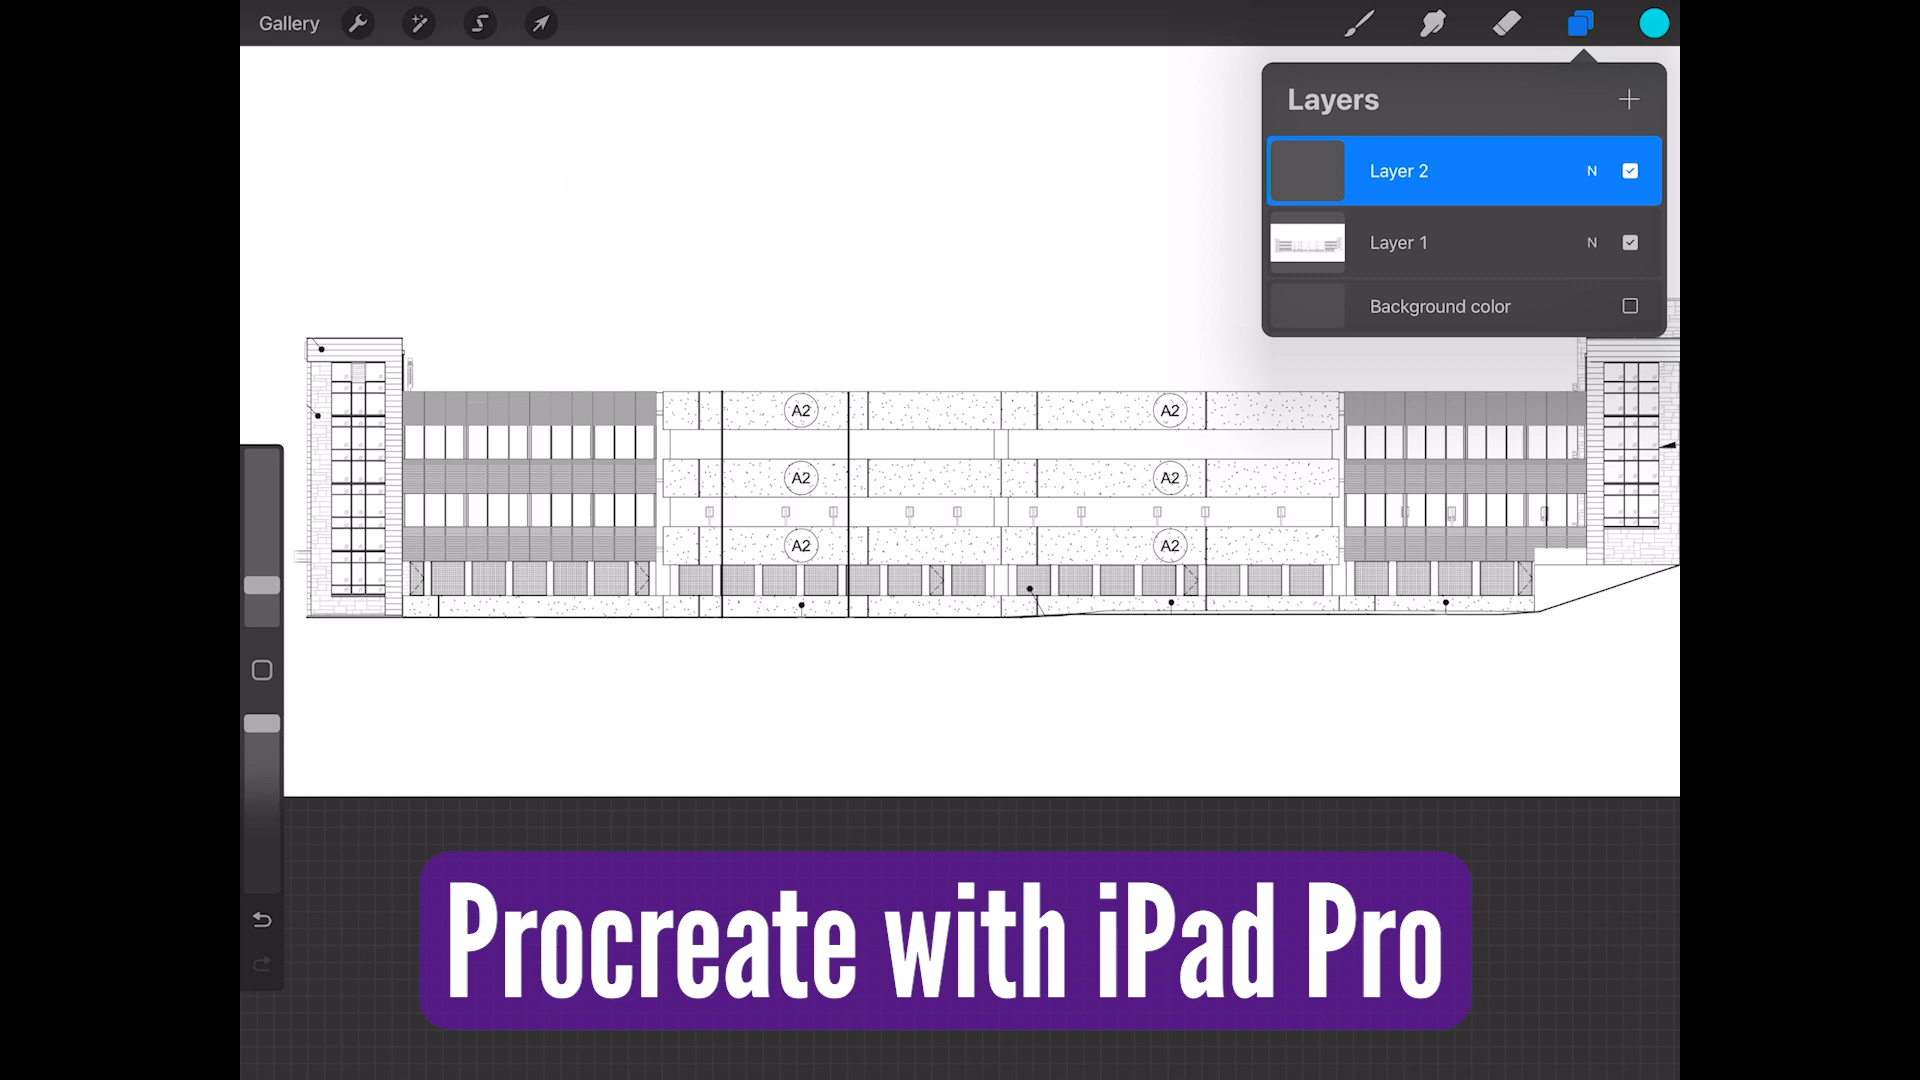 Gallery
Layers
Layer 2 N
Layer 1 N
Background color
A2 A2
A2 A2
A2 A2
Procreate with iPad Pro